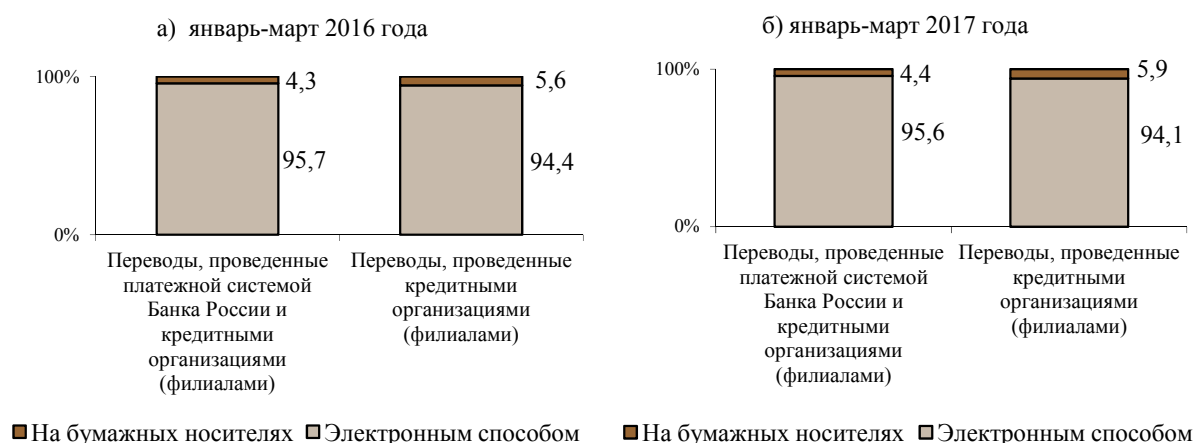 а) январь-март 2016 года
100%
4,3
5,6
95,7
94,4
0%
Переводы, проведенные
платежной системой
Банка России и
кредитными
организациями
(филиалами)
Переводы, проведенные
кредитными
организациями
(филиалами)
На бумажных носителях Электронным способом
б) январь-март 2017 года
100%
4,4
5,9
95,6
94,1
0%
Переводы, проведенные
платежной системой
Банка России и
кредитными
организациями
(филиалами)
Переводы, проведенные
кредитными
организациями
(филиалами)
На бумажных носителях Электронным способом